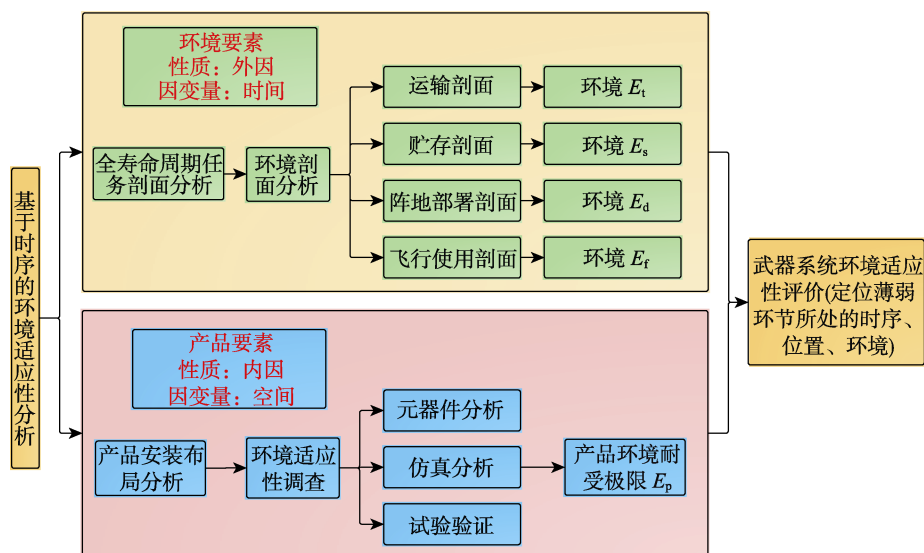 基于时序的环境适应性分析
环境要素
性质：外因
因变量：时间
全寿命周期任
务剖面分析
环境剖
面分析
运输剖面
环境 Et
贮存剖面
环境 Es
阵地部署剖面
环境 Ed
飞行使用剖面
环境 Ef
产品要素
性质：内因
因变量：空间
产品安装布
局分析
环境适应
性调查
元器件分析
仿真分析
试验验证
产品环境耐
受极限 Ep
武器系统环境适应
性评价(定位薄弱
环节所处的时序、
位置、环境)